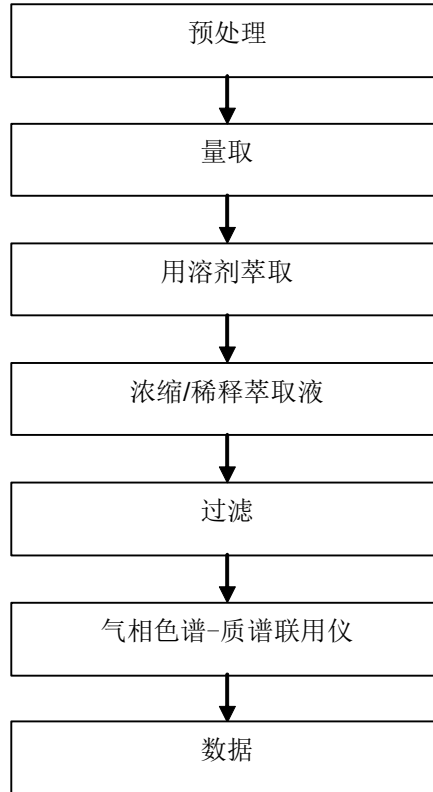 预处理
量取
用溶剂萃取
浓缩/稀释萃取液
过滤
气相色谱-质谱联用仪
数据